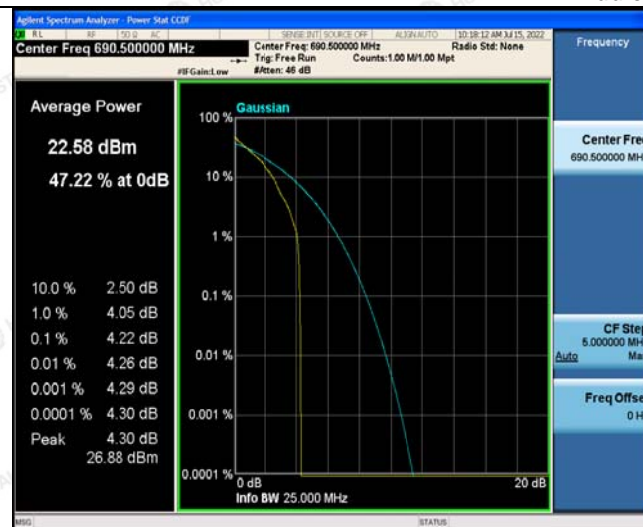 Agilent Spectrum Analyzer - Power Stat CCDF
RL RF 50 Ω AC SENSE:INT SOURCE OFF ALIGNAUTO 10:18:12 AM Jul 15, 2022
Center Freq 690.500000 MHz
Center Freq: 690.500000 MHz Radio Std: None
Trig: Free Run Counts:1.00 M/1.00 Mpt
#IFGain:Low #Atten: 46 dB
Frequency
Average Power
22.58 dBm
47.22 % at 0dB
10.0 % 2.50 dB
1.0 % 4.05 dB
0.1 % 4.22 dB
0.01 % 4.26 dB
0.001 % 4.29 dB
0.0001 % 4.30 dB
Peak 4.30 dB
26.88 dBm
Gaussian
100 %
10 %
1 %
0.1 %
0.01 %
0.001 %
0.0001 %
0 dB 20 dB
Info BW 25.000 MHz
Center Fre
690.500000 MH
CF Step
5.000000 MH
Auto Ma
Freq Offse
0 H
MSG STATUS